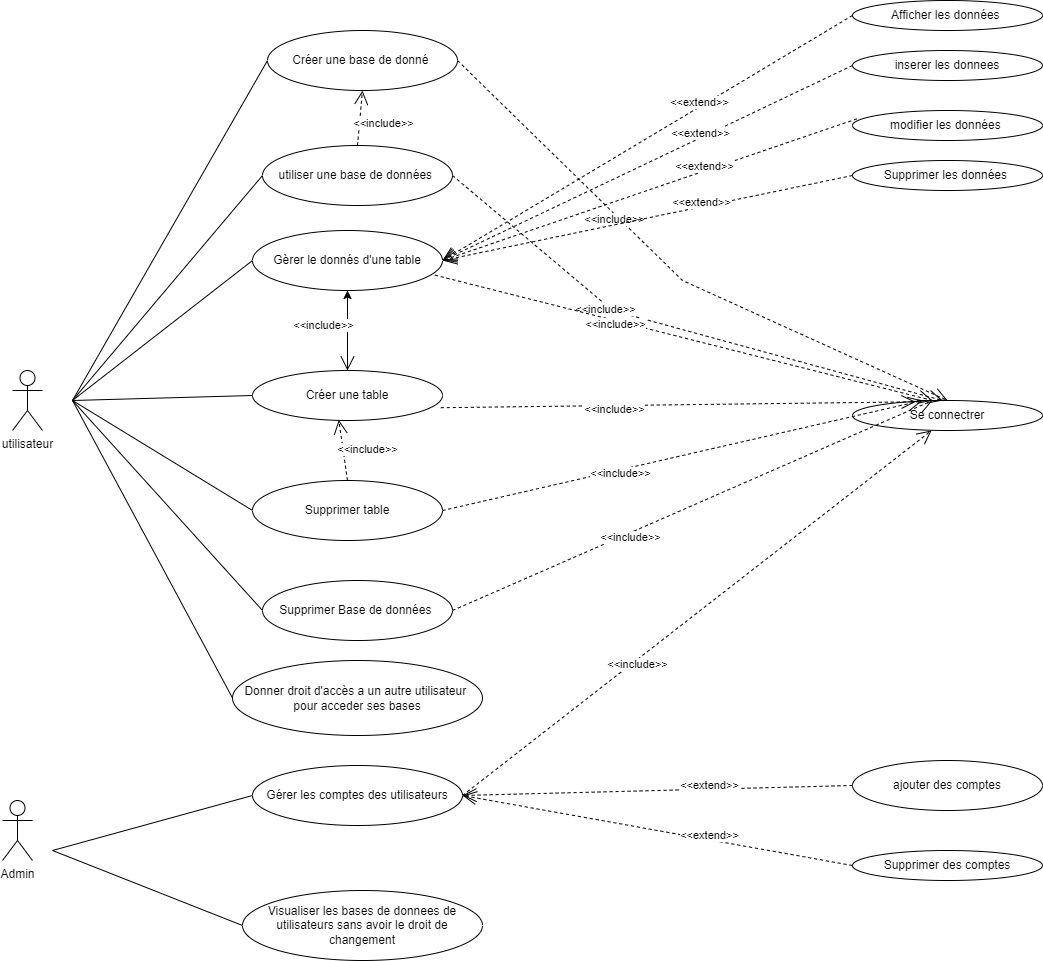 Afficher les données
Créer une base de donné
inserer les donnees
<<extend>>
<<include>>
modifier les données
<<extend>>
<<extend>>
utiliser une base de données
Supprimer les données
<<extend>>
<<include>>
Gèrer le donnés d'une table
<<include>>
<<include>>
<<include>>
Créer une table
<<include>>
Se connectrer
utilisateur
<<include>>
<<include>>
Supprimer table
<<include>>
Supprimer Base de données
<<include>>
Donner droit d'accès a un autre utilisateur
pour acceder ses bases
Gérer les comptes des utilisateurs
<<extend>>
ajouter des comptes
<<extend>>
Supprimer des comptes
Admin
Visualiser les bases de donnees de
utilisateurs sans avoir le droit de
changement